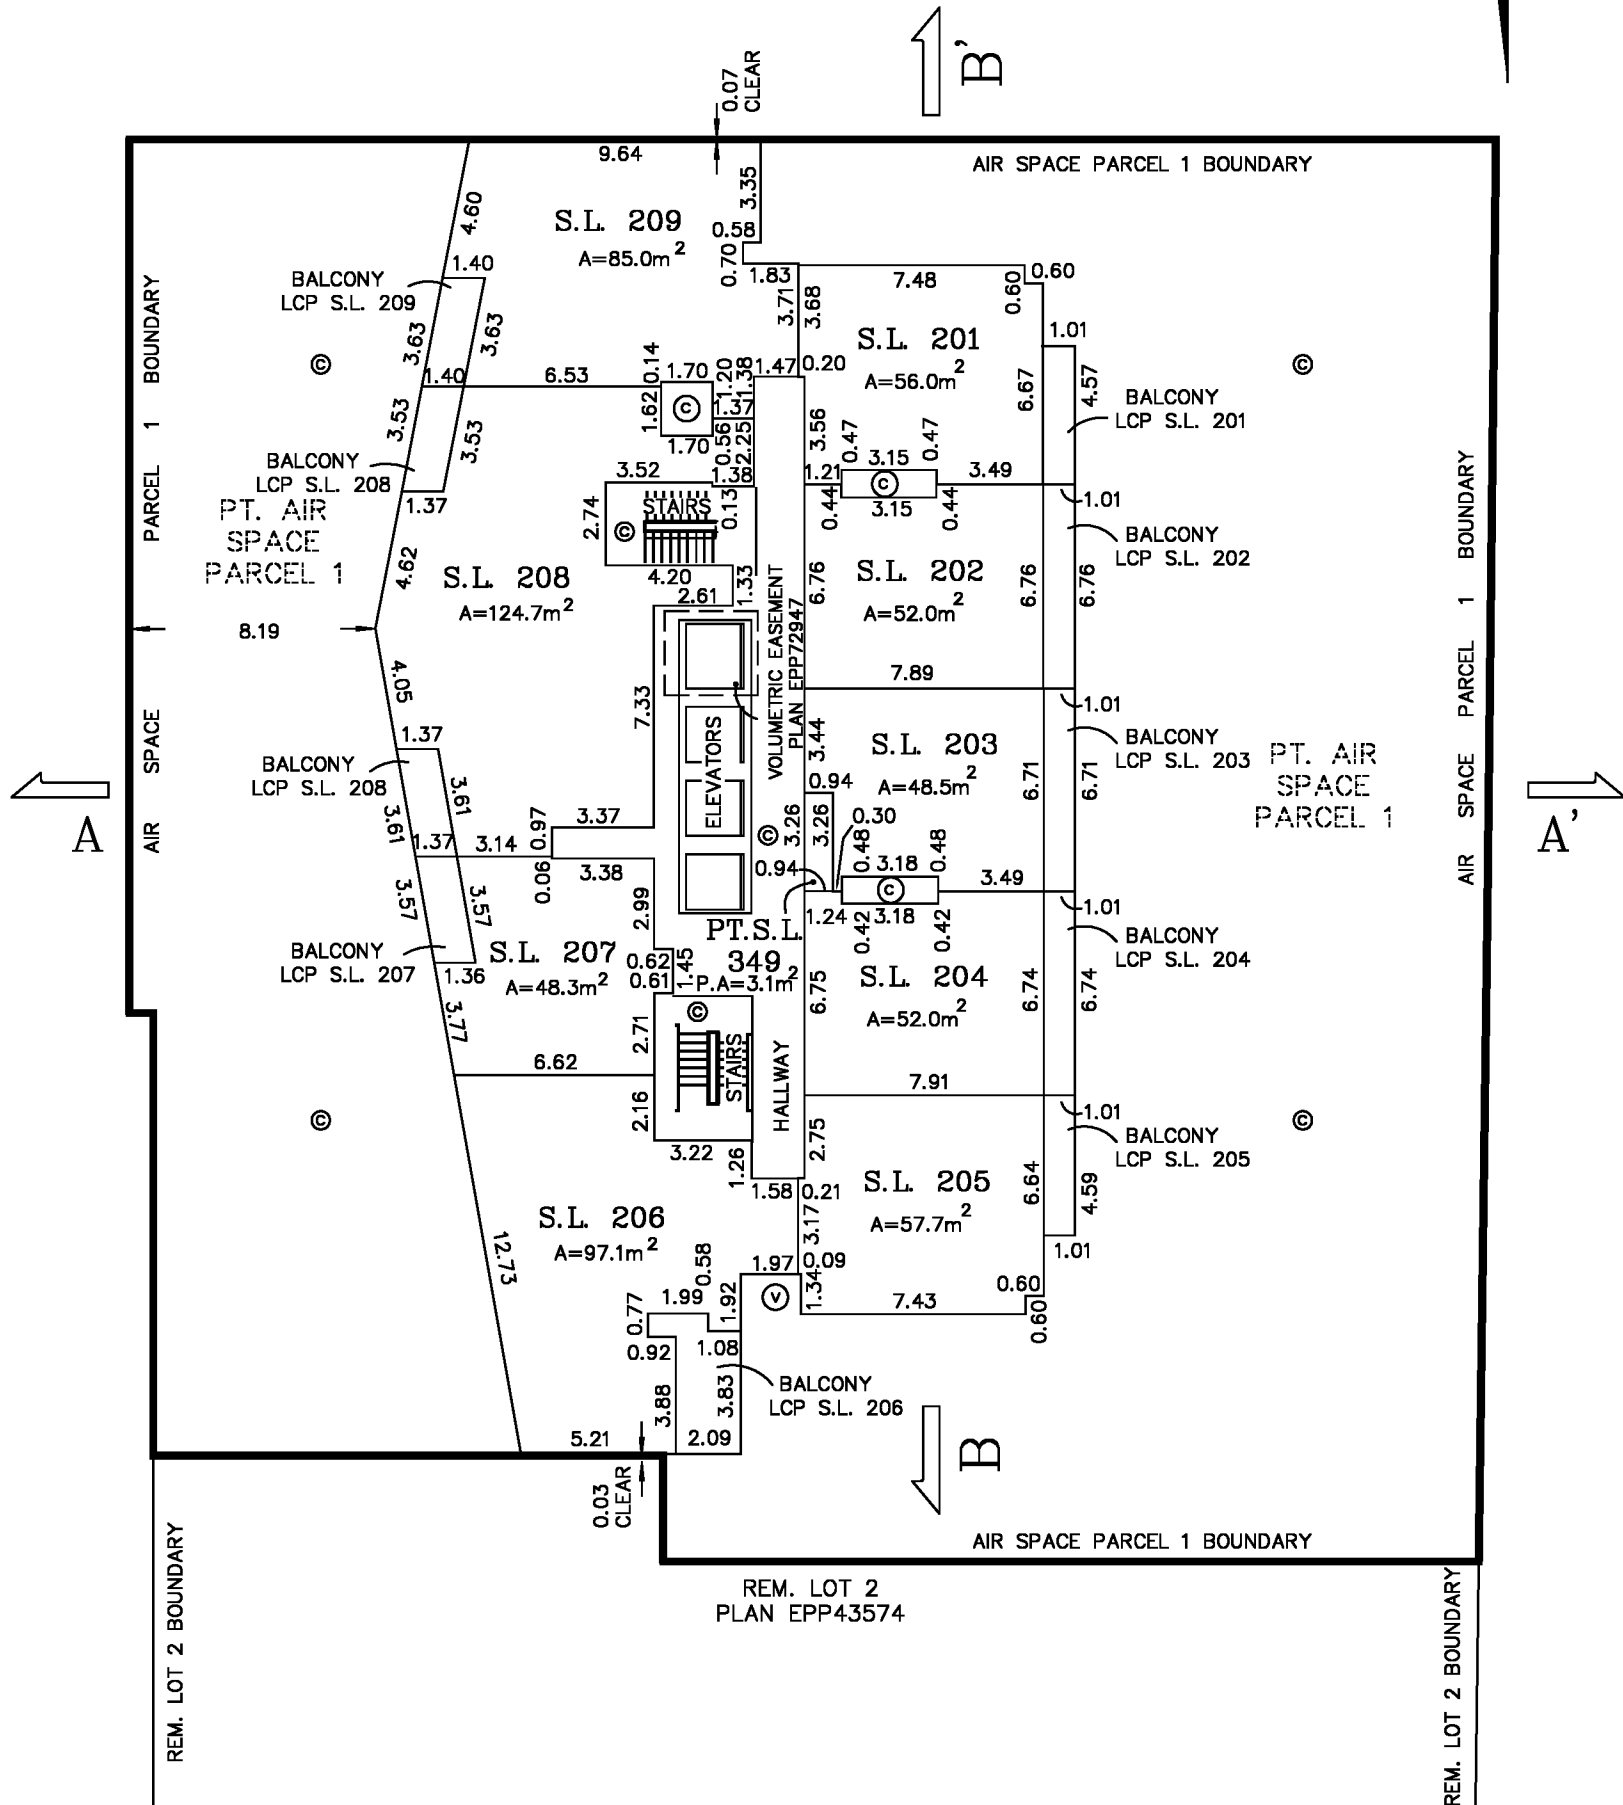 B'
0.07
CLEAR
9.64
AIR SPACE PARCEL 1 BOUNDARY
3.35
4.60
S.L. 209
A=85.0m²
0.58
0.70
1.83
1.40
BALCONY
LCP S.L. 209
3.63
3.63
7.48
0.60
0.60
3.71
3.68
S.L. 201
A=56.0m²
1.01
AIR SPACE PARCEL 1 BOUNDARY
©
©
1.40
6.53
0.14
1.70
1.20
1.38
1.47
0.20
1.62
©
1.37
1.70
0.56
2.25
6.67
4.57
BALCONY
LCP S.L. 201
3.53
3.53
3.56
0.47
3.15
0.47
1.21
©
3.49
0.44
3.15
0.44
1.01
BALCONY
LCP S.L. 208
1.37
3.52
1.38
0.13
2.74
STAIRS
©
4.20
1.33
2.61
PT. AIR
SPACE
PARCEL 1
4.62
S.L. 208
A=124.7m²
8.19
VOLUMETRIC EASEMENT
PLAN EPP72947
6.76
S.L. 202
A=52.0m²
6.76
6.76
BALCONY
LCP S.L. 202
AIR SPACE PARCEL 1 BOUNDARY
7.89
1.01
4.05
7.33
ELEVATORS
3.44
S.L. 203
A=48.5m²
6.71
6.71
BALCONY
LCP S.L. 203
PT. AIR
SPACE
PARCEL 1
1.37
BALCONY
LCP S.L. 208
3.61
3.61
A
A'
0.94
3.26
3.26
©
0.30
0.48
3.18
0.48
0.94
©
3.49
1.24
0.42
3.18
0.42
1.01
1.37
3.14
0.97
3.37
0.06
3.38
2.99
3.57
3.57
BALCONY
LCP S.L. 207
1.36
S.L. 207
A=48.3m²
0.62
0.61
1.45
PT.S.L.
349
P.A=3.1m²
6.75
S.L. 204
A=52.0m²
6.74
6.74
BALCONY
LCP S.L. 204
3.77
©
2.71
STAIRS
HALLWAY
6.62
2.16
3.22
1.26
7.91
1.01
©
©
2.75
S.L. 205
A=57.7m²
6.64
4.59
BALCONY
LCP S.L. 205
1.01
1.58
0.21
3.17
S.L. 206
A=97.1m²
12.73
0.58
1.97
0.09
1.34
V
7.43
0.60
0.60
0.77
1.99
1.92
0.92
1.08
3.88
3.83
BALCONY
LCP S.L. 206
5.21
2.09
B
0.03
CLEAR
AIR SPACE PARCEL 1 BOUNDARY
REM. LOT 2
PLAN EPP43574
REM. LOT 2 BOUNDARY
REM. LOT 2 BOUNDARY